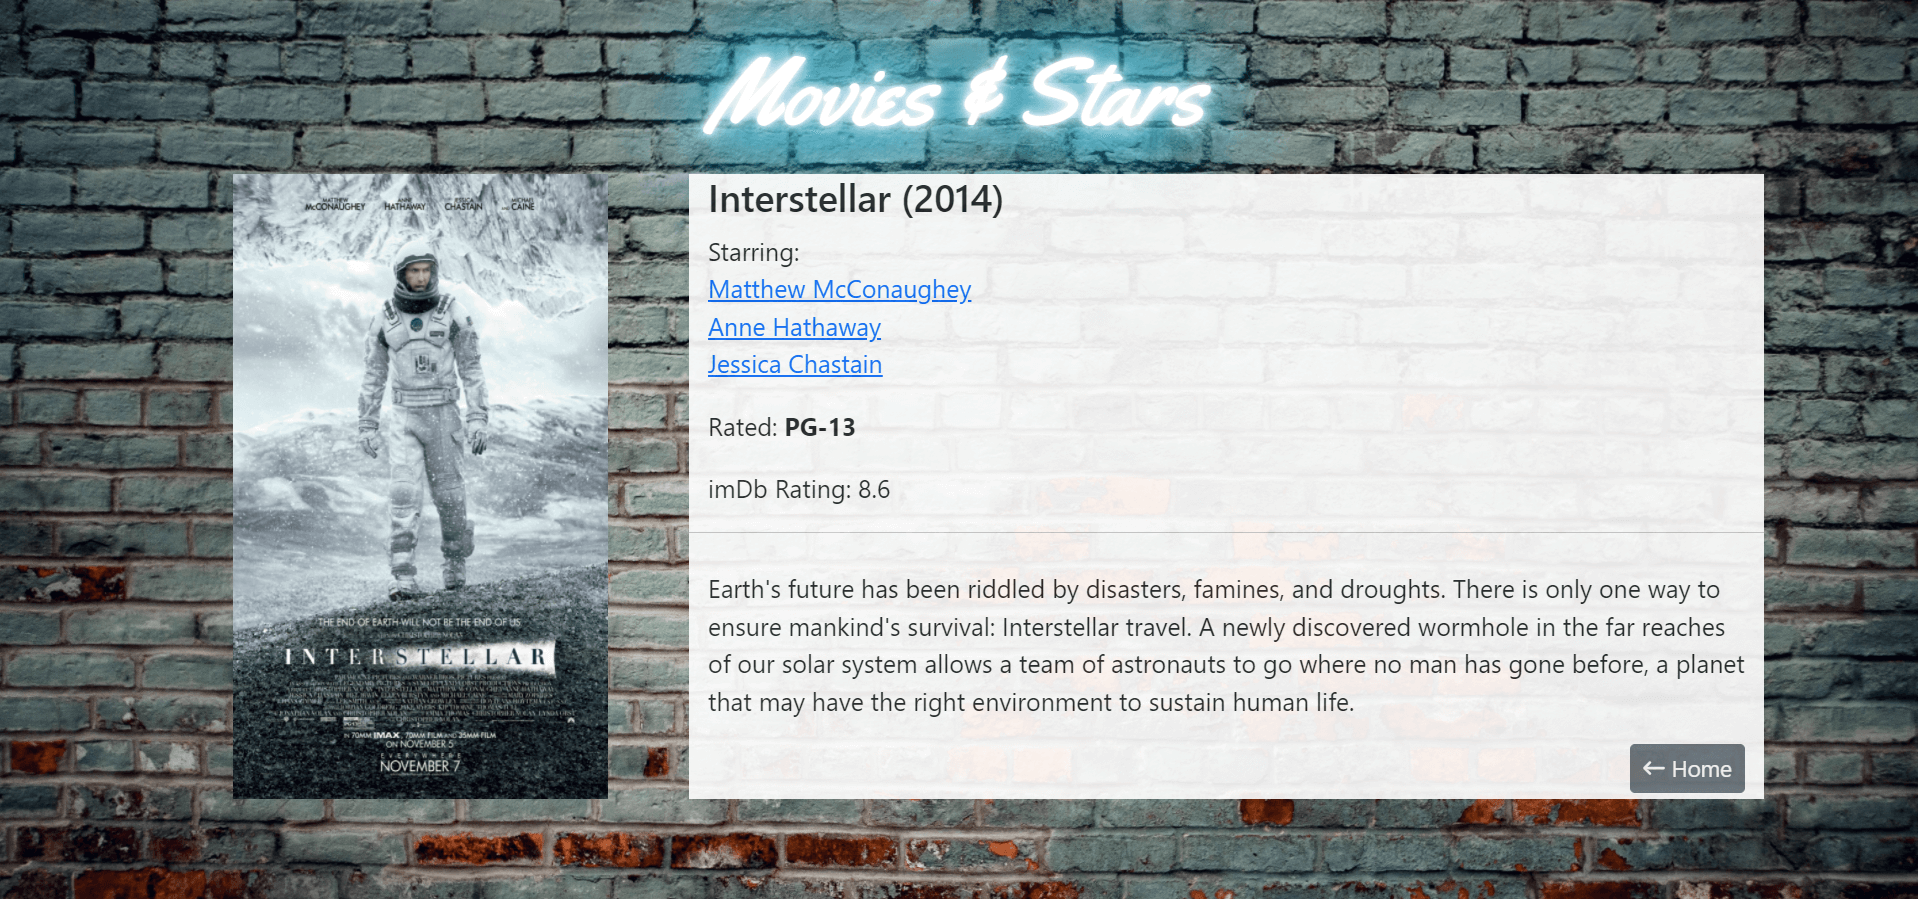 Movies & Stars
MATTHEW ANNE JESSICA MICHAEL
McCONAUGHEY HATHAWAY CHASTAIN CAINE
THE END OF EARTH WILL NOT BE THE END OF US
INTERSTELLAR
IN 70MM IMAX, 70MM FILM AND 35MM FILM
ON NOVEMBER 5
EVERYWHERE
NOVEMBER 7
Interstellar (2014)
Starring:
Matthew McConaughey
Anne Hathaway
Jessica Chastain
Rated: PG-13
imDb Rating: 8.6
Earth's future has been riddled by disasters, famines, and droughts. There is only one way to
ensure mankind's survival: Interstellar travel. A newly discovered wormhole in the far reaches
of our solar system allows a team of astronauts to go where no man has gone before, a planet
that may have the right environment to sustain human life.
← Home